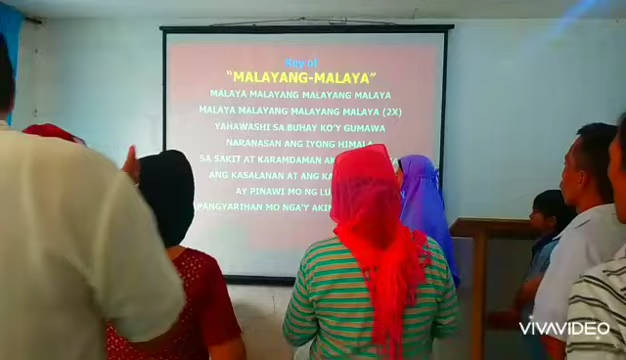 Key of
"MALAYANG-MALAYA"
MALAYA MALAYANG MALAYANG MALAYA
MALAYA MALAYANG MALAYANG MALAYA (2X)
YAHAWASHI SA BUHAY KO'Y GUMAWA
NARANASAN ANG IYONG HIMALA
SA SAKIT AT KARAMDAMAN
ANG KASALANAN AT ANG
AY PINAWI MO NG
PANGYARIHAN MO NGA'Y
VIVAVIDEO